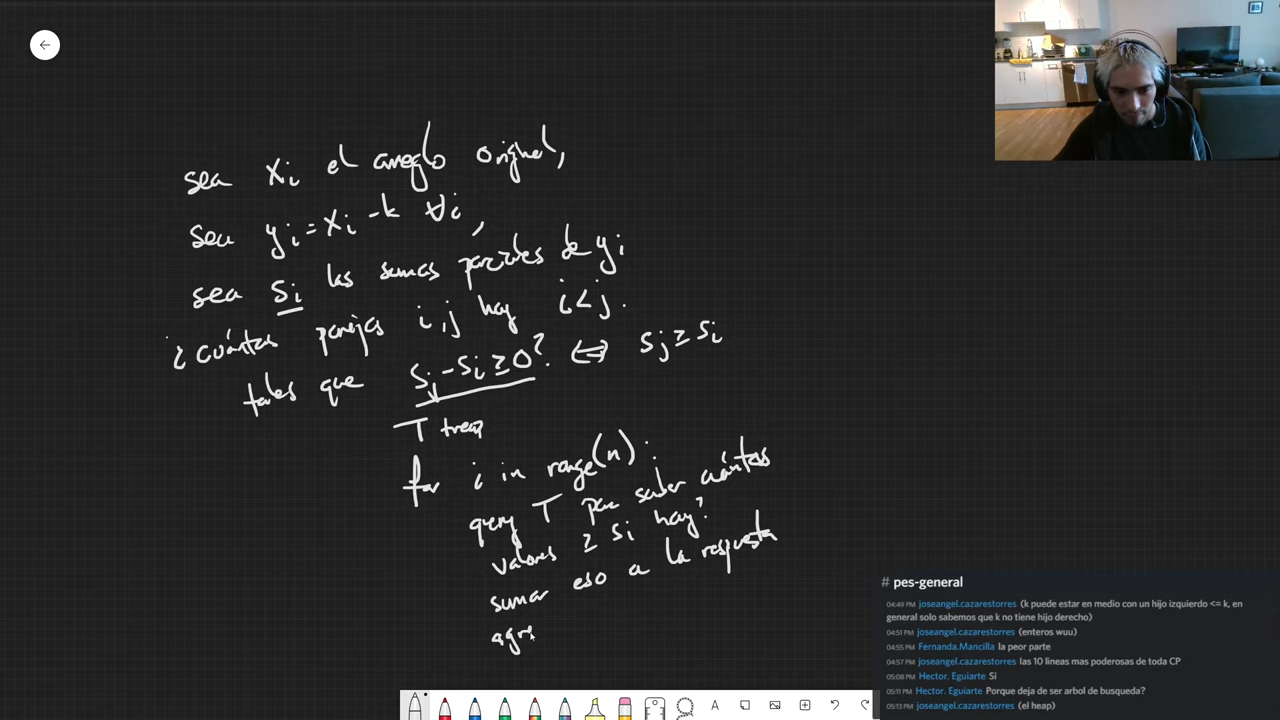 sea xi el arreglo original,
sea yi = xi - k ∀i,
sea si las sumas parciales de yi
¿cuántas parejas i,j hay i<j.
tales que sj - si ≥ 0? ⇔ sj ≥ si
T treap
for i in range(n):
query T para saber cuántos
valores ≥ si hay?
sumar eso a la respuesta
agre
# pes-general
04:49 PM joseangel.cazarestorres (k puede estar en medio con un hijo izquierdo <= k, en
general solo sabemos que k no tiene hijo derecho)
04:51 PM joseangel.cazarestorres (enteros wuu)
04:55 PM Fernanda.Mancilla la peor parte
04:57 PM joseangel.cazarestorres las 10 lineas mas poderosas de toda CP
05:08 PM Hector. Eguiarte Si
05:11 PM Hector. Eguiarte Porque deja de ser arbol de busqueda?
05:13 PM joseangel.cazarestorres (el heap)
A